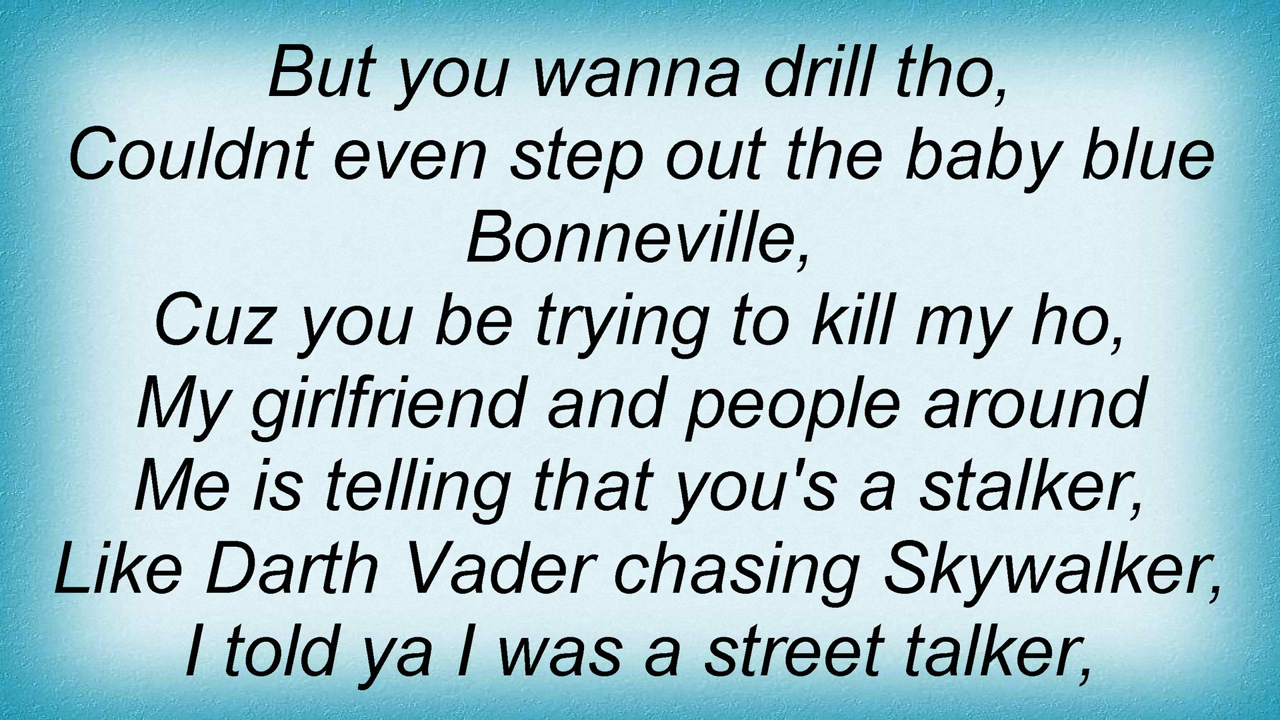 But you wanna drill tho,
Couldnt even step out the baby blue
Bonneville,
Cuz you be trying to kill my ho,
My girlfriend and people around
Me is telling that you's a stalker,
Like Darth Vader chasing Skywalker,
I told ya I was a street talker,